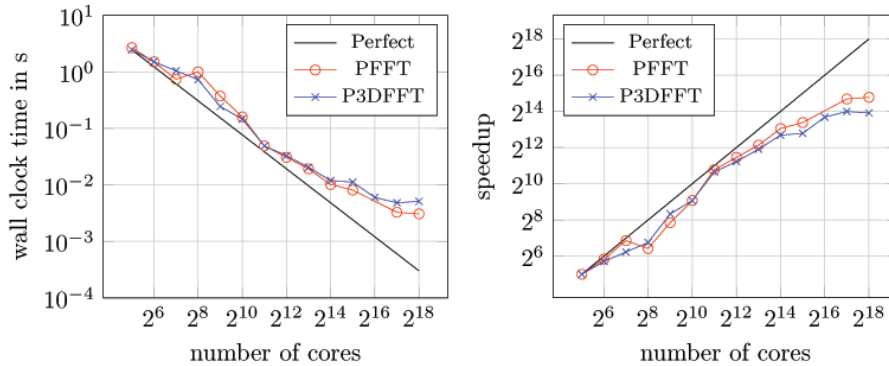 10^1
10^0
10^-1
10^-2
10^-3
10^-4
wall clock time in s
Perfect
PFFT
P3DFFT
2^6 2^8 2^10 2^12 2^14 2^16 2^18
number of cores
2^18
2^16
2^14
2^12
2^10
2^8
2^6
speedup
Perfect
PFFT
P3DFFT
2^6 2^8 2^10 2^12 2^14 2^16 2^18
number of cores